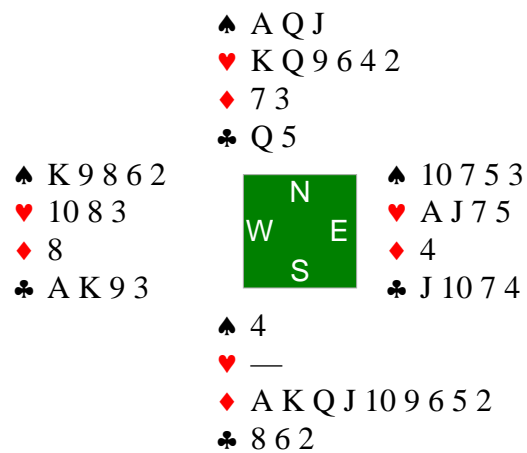 ♠ A Q J
♥ K Q 9 6 4 2
♦ 7 3
♣ Q 5
♠ K 9 8 6 2
♥ 10 8 3
♦ 8
♣ A K 9 3
N
W E
S
♠ 10 7 5 3
♥ A J 7 5
♦ 4
♣ J 10 7 4
♠ 4
♥ —
♦ A K Q J 10 9 6 5 2
♣ 8 6 2